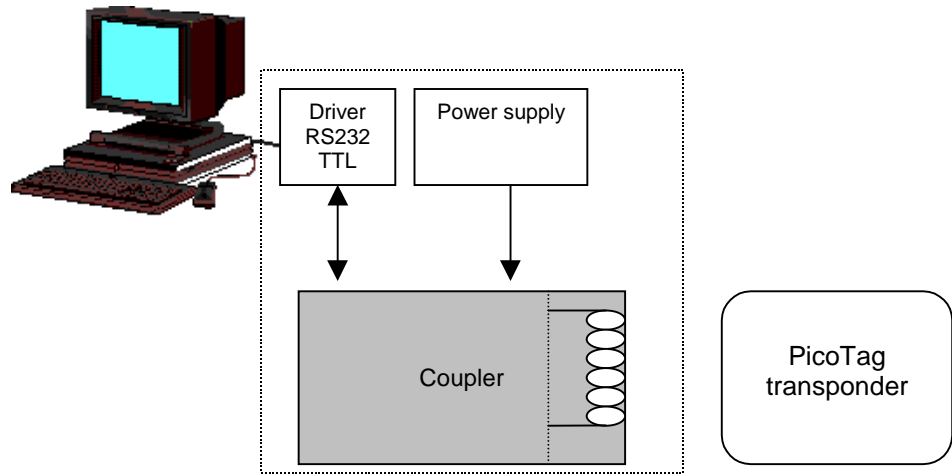 Driver
RS232
TTL
Power supply
Coupler
PicoTag
transponder